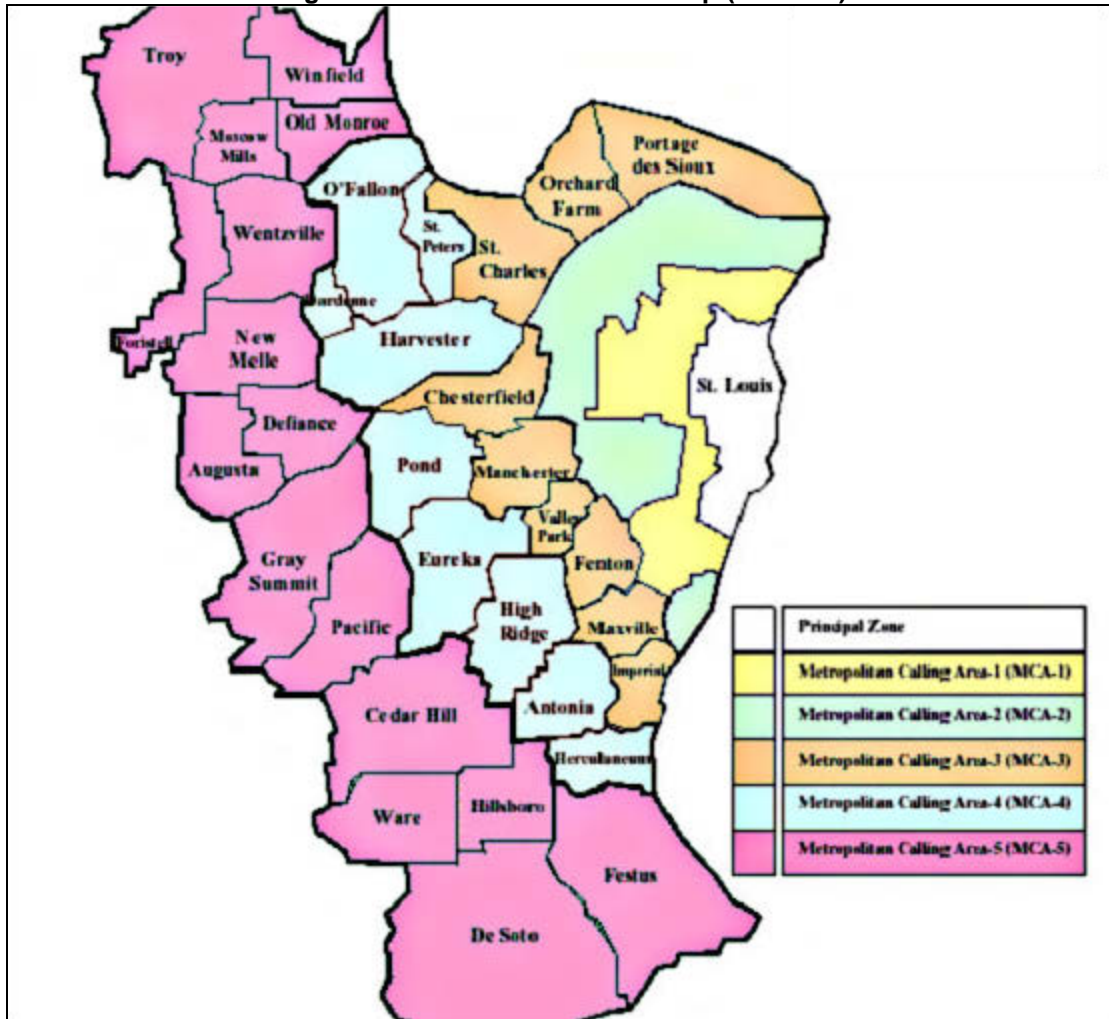 Troy
Winfield
Old Monroe
Moscow
Mills
Portage
des Sioux
O'Fallon
Orchard
Farm
Wentzville
St.
Peters
St.
Charles
Dardenne
Foristell
New
Melle
Harvester
St. Louis
Chesterfield
Defiance
Augusta
Pond
Manchester
Valley
Park
Gray
Summit
Eureka
Fenton
High
Ridge
Pacific
Maxville
Imperial
Cedar Hill
Antonia
Herculaneum
Ware
Hillsboro
Festus
De Soto
Principal Zone
Metropolitan Calling Area-1 (MCA-1)
Metropolitan Calling Area-2 (MCA-2)
Metropolitan Calling Area-3 (MCA-3)
Metropolitan Calling Area-4 (MCA-4)
Metropolitan Calling Area-5 (MCA-5)